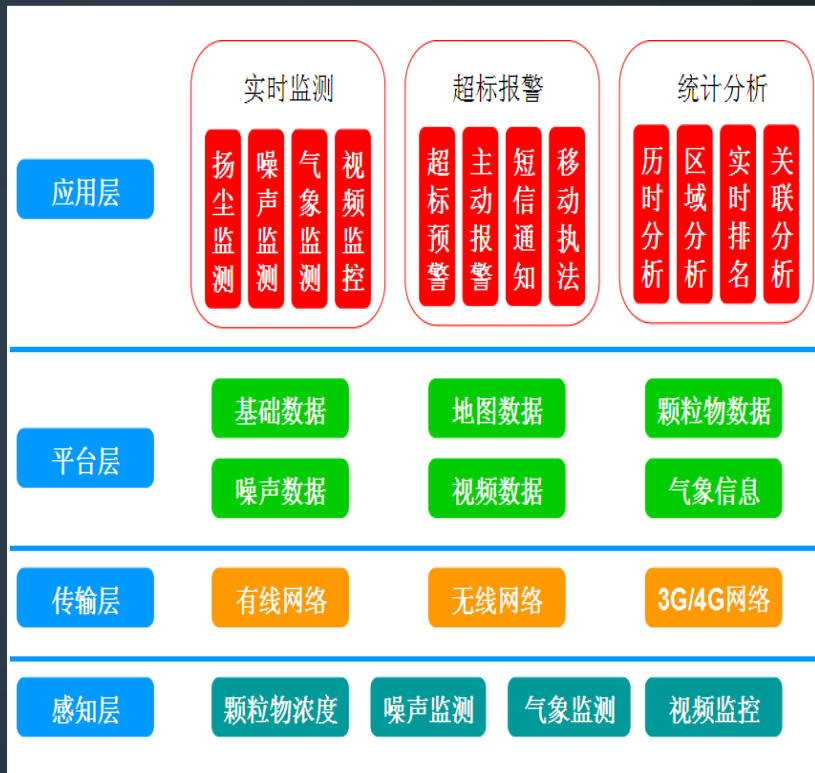 实时监测
超标报警
统计分析
应用层
扬尘监测
噪声监测
气象监测
视频监控
超标预警
主动报警
短信通知
移动执法
历时分析
区域分析
实时排名
关联分析
平台层
基础数据
地图数据
颗粒物数据
噪声数据
视频数据
气象信息
传输层
有线网络
无线网络
3G/4G网络
感知层
颗粒物浓度
噪声监测
气象监测
视频监控